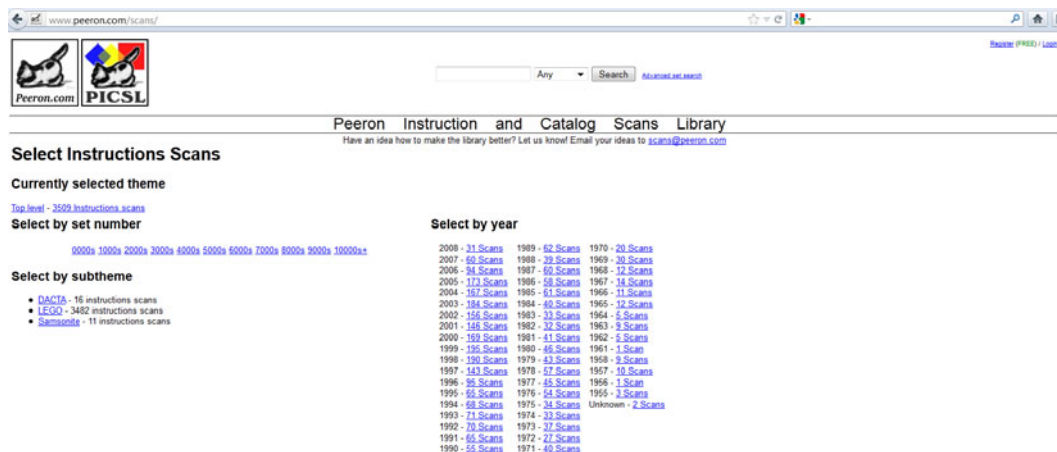 www.peeron.com/scans/
Register (FREE) / Login
Peeron.com
PICSL
Any
Search
Advanced set search
Peeron Instruction and Catalog Scans Library
Have an idea how to make the library better? Let us know! Email your ideas to scans@peeron.com
Select Instructions Scans
Currently selected theme
Top level - 3509 Instructions scans
Select by set number
0000s 1000s 2000s 3000s 4000s 5000s 6000s 7000s 8000s 9000s 10000s+
Select by subtheme
DACTA - 16 instructions scans
LEGO - 3482 instructions scans
Samsonite - 11 instructions scans
Select by year
2008 - 31 Scans
2007 - 60 Scans
2006 - 94 Scans
2005 - 173 Scans
2004 - 167 Scans
2003 - 184 Scans
2002 - 156 Scans
2001 - 146 Scans
2000 - 169 Scans
1999 - 195 Scans
1998 - 190 Scans
1997 - 143 Scans
1996 - 95 Scans
1995 - 65 Scans
1994 - 68 Scans
1993 - 71 Scans
1992 - 70 Scans
1991 - 65 Scans
1990 - 55 Scans
1989 - 62 Scans
1988 - 39 Scans
1987 - 60 Scans
1986 - 58 Scans
1985 - 61 Scans
1984 - 40 Scans
1983 - 33 Scans
1982 - 32 Scans
1981 - 41 Scans
1980 - 46 Scans
1979 - 43 Scans
1978 - 57 Scans
1977 - 45 Scans
1976 - 54 Scans
1975 - 34 Scans
1974 - 33 Scans
1973 - 37 Scans
1972 - 27 Scans
1971 - 40 Scans
1970 - 20 Scans
1969 - 30 Scans
1968 - 12 Scans
1967 - 14 Scans
1966 - 11 Scans
1965 - 12 Scans
1964 - 5 Scans
1963 - 9 Scans
1962 - 5 Scans
1961 - 1 Scan
1958 - 9 Scans
1957 - 10 Scans
1956 - 1 Scan
1955 - 3 Scans
Unknown - 2 Scans